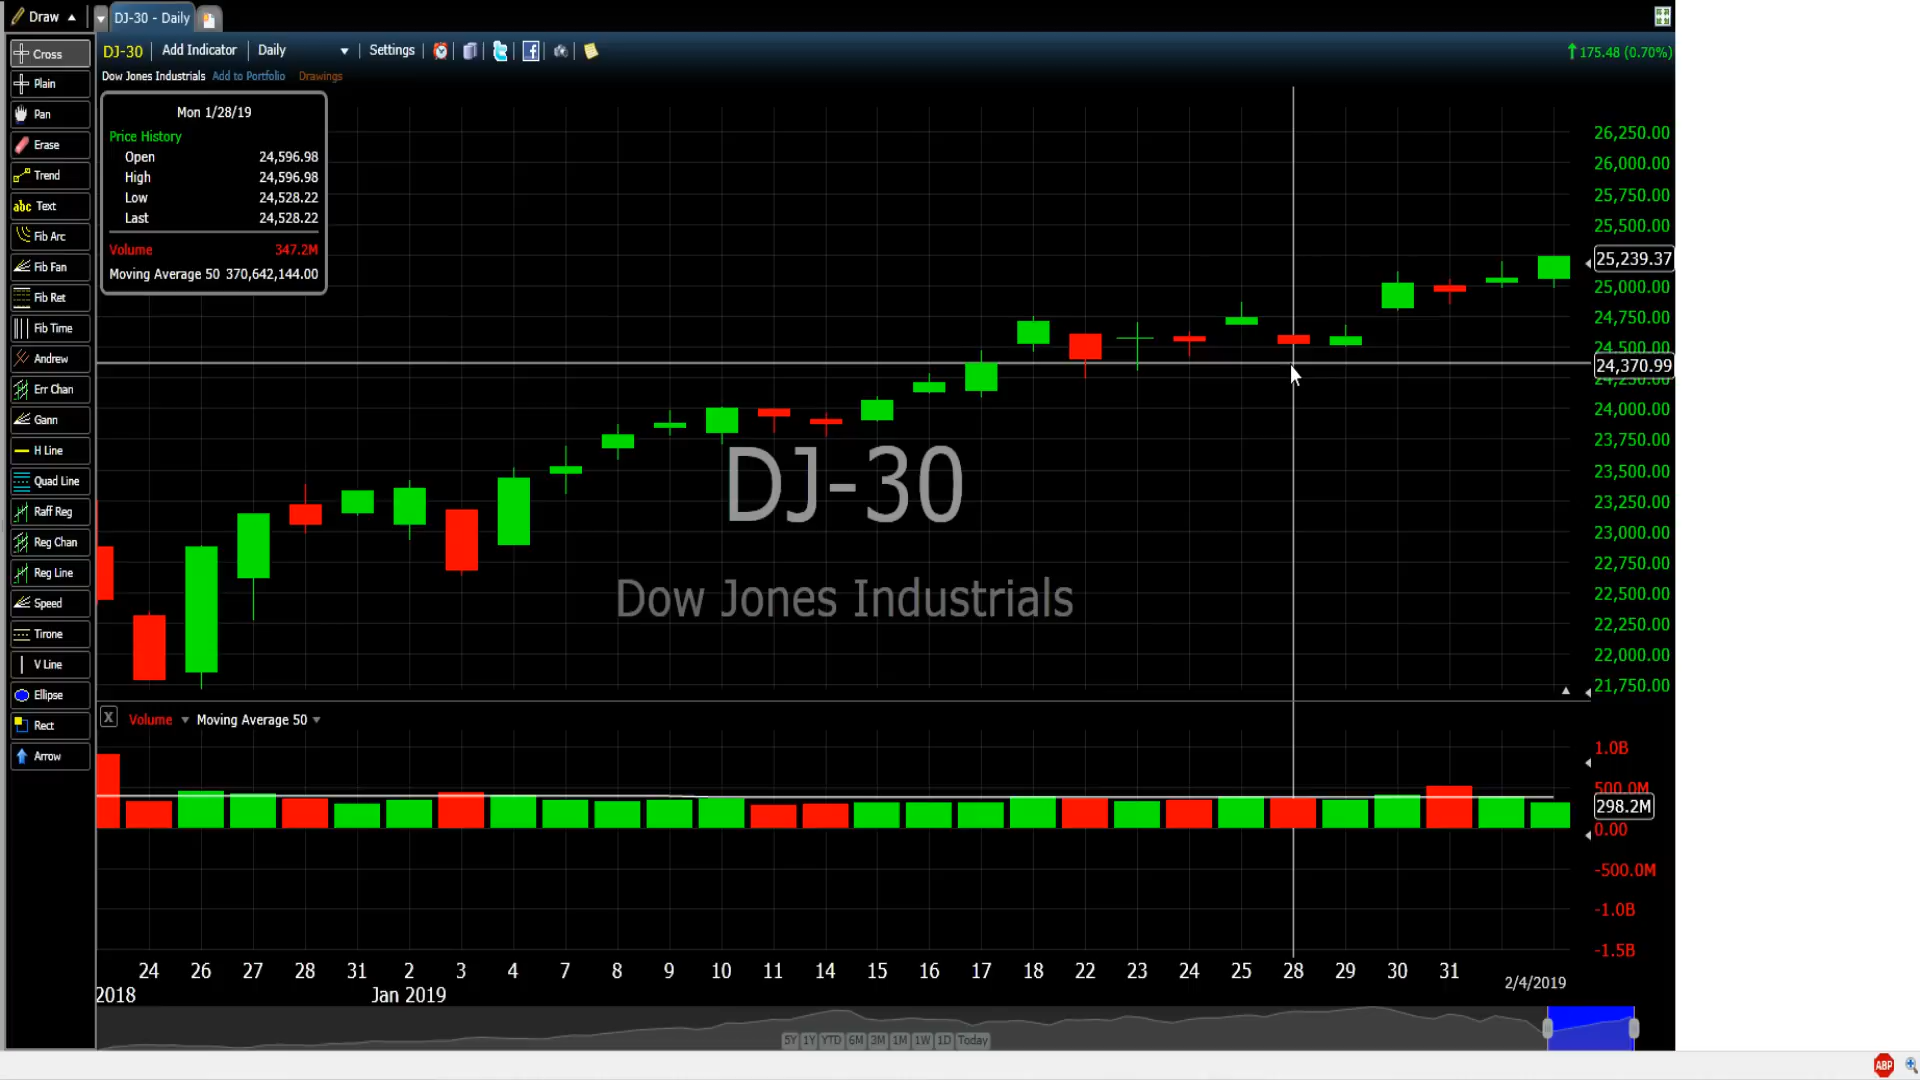 Draw
DJ-30 - Daily
Cross
Plain
Pan
Erase
Trend
abc Text
Fib Arc
Fib Fan
Fib Ret
Fib Time
Andrew
Err Chan
Gann
H Line
Quad Line
Raff Reg
Reg Chan
Reg Line
Speed
Tirone
V Line
Ellipse
Rect
Arrow
DJ-30 Add Indicator Daily Settings
175.48 (0.70%)
Dow Jones Industrials Add to Portfolio Drawings
Mon 1/28/19
Price History
Open 24,596.98
High 24,596.98
Low 24,528.22
Last 24,528.22
Volume 347.2M
Moving Average 50 370,642,144.00
26,250.00
26,000.00
25,750.00
25,500.00
25,239.37
25,000.00
24,750.00
24,500.00
24,370.99
24,250.00
24,000.00
23,750.00
23,500.00
23,250.00
23,000.00
22,750.00
22,500.00
22,250.00
22,000.00
21,750.00
DJ-30
Dow Jones Industrials
X Volume Moving Average 50
1.0B
500.0M
298.2M
0.00
-500.0M
-1.0B
-1.5B
24 26 27 28 31 2 3 4 7 8 9 10 11 14 15 16 17 18 22 23 24 25 28 29 30 31
2/4/2019
2018 Jan 2019
5Y 1Y YTD 6M 3M 1M 1W 1D Today
ABP